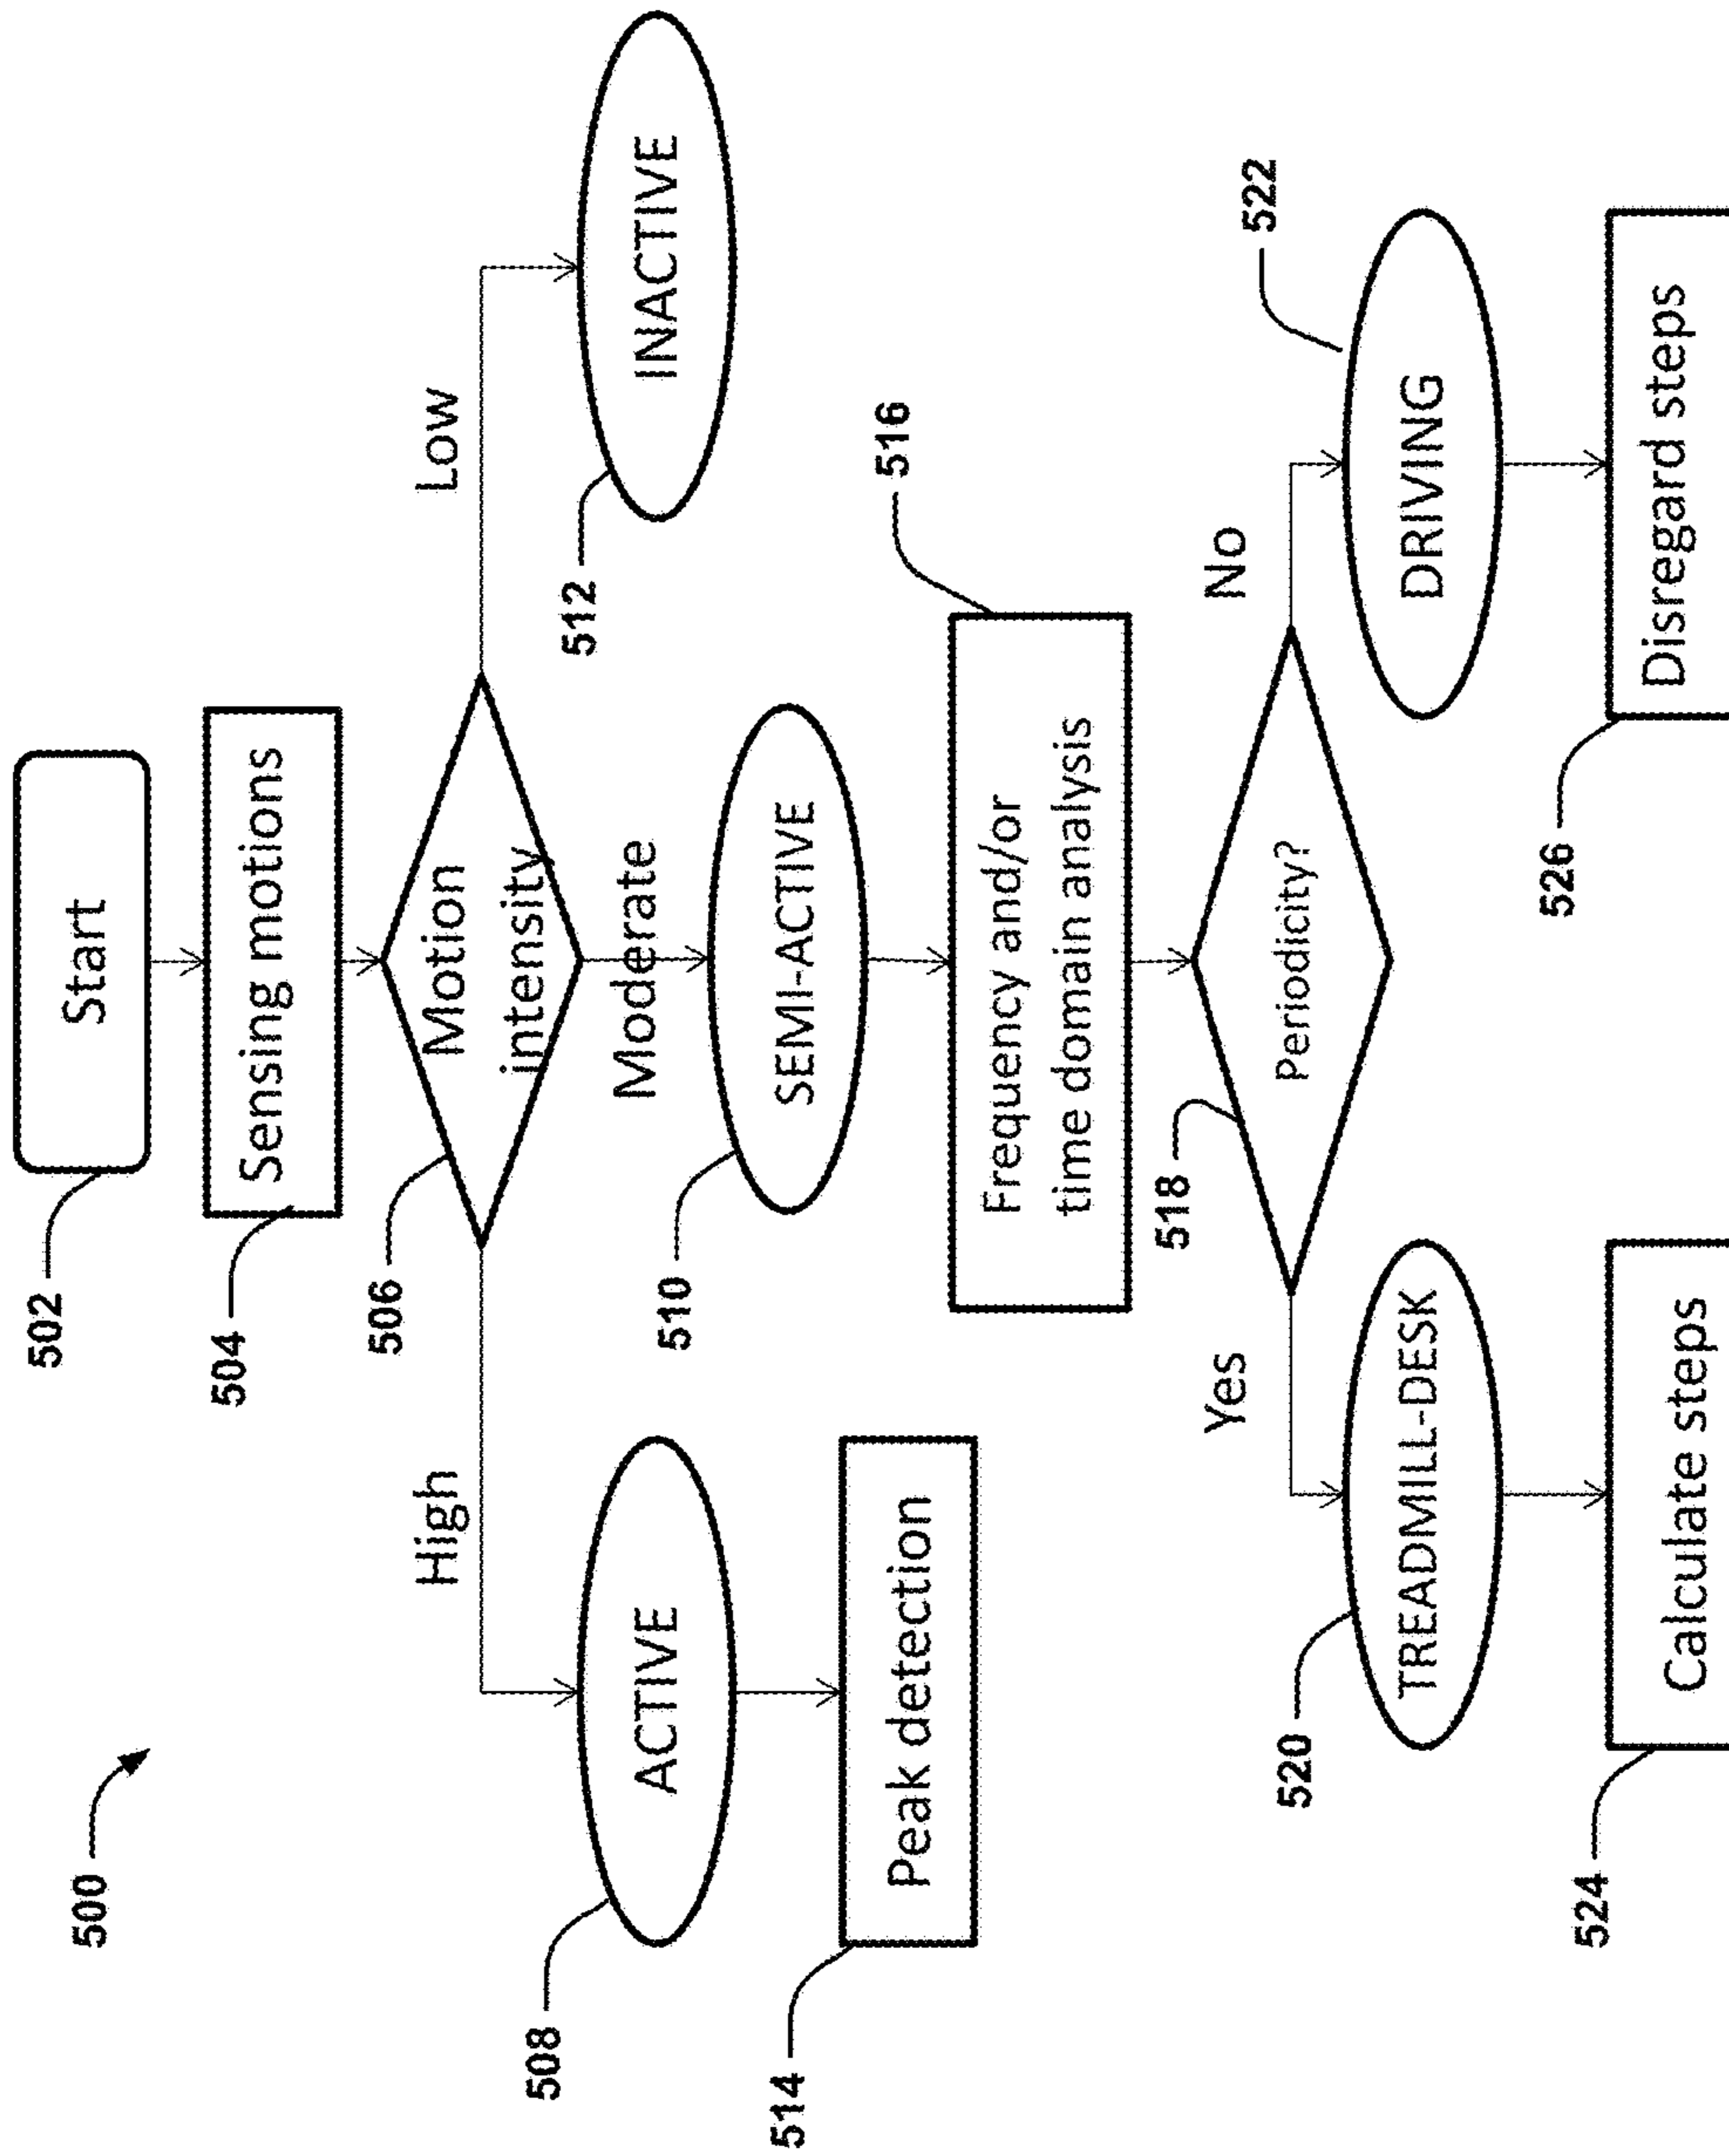 500
502
Start
504
Sensing motions
506
Motion
intensity
High
Moderate
Low
508
ACTIVE
510
SEMI-ACTIVE
512
INACTIVE
514
Peak detection
516
Frequency and/or
time domain analysis
518
Periodicity?
Yes
No
520
TREADMILL-DESK
522
DRIVING
524
Calculate steps
526
Disregard steps